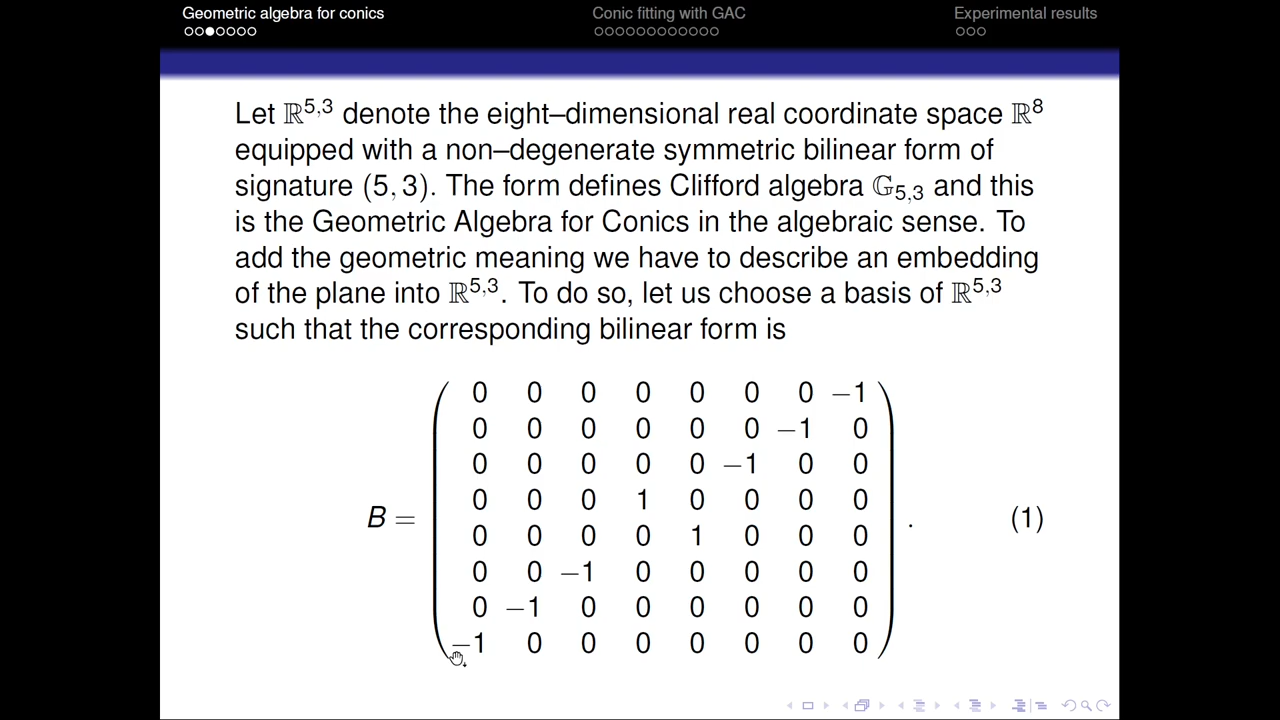 Geometric algebra for conics
Conic fitting with GAC
Experimental results
Let ℝ^5,3 denote the eight–dimensional real coordinate space ℝ^8
equipped with a non–degenerate symmetric bilinear form of
signature (5, 3). The form defines Clifford algebra 𝔾_5,3 and this
is the Geometric Algebra for Conics in the algebraic sense. To
add the geometric meaning we have to describe an embedding
of the plane into ℝ^5,3. To do so, let us choose a basis of ℝ^5,3
such that the corresponding bilinear form is
0 0 0 0 0 0 0 −1
0 0 0 0 0 0 −1 0
0 0 0 0 0 −1 0 0
0 0 0 1 0 0 0 0
B = . (1)
0 0 0 0 1 0 0 0
0 0 −1 0 0 0 0 0
0 −1 0 0 0 0 0 0
−1 0 0 0 0 0 0 0